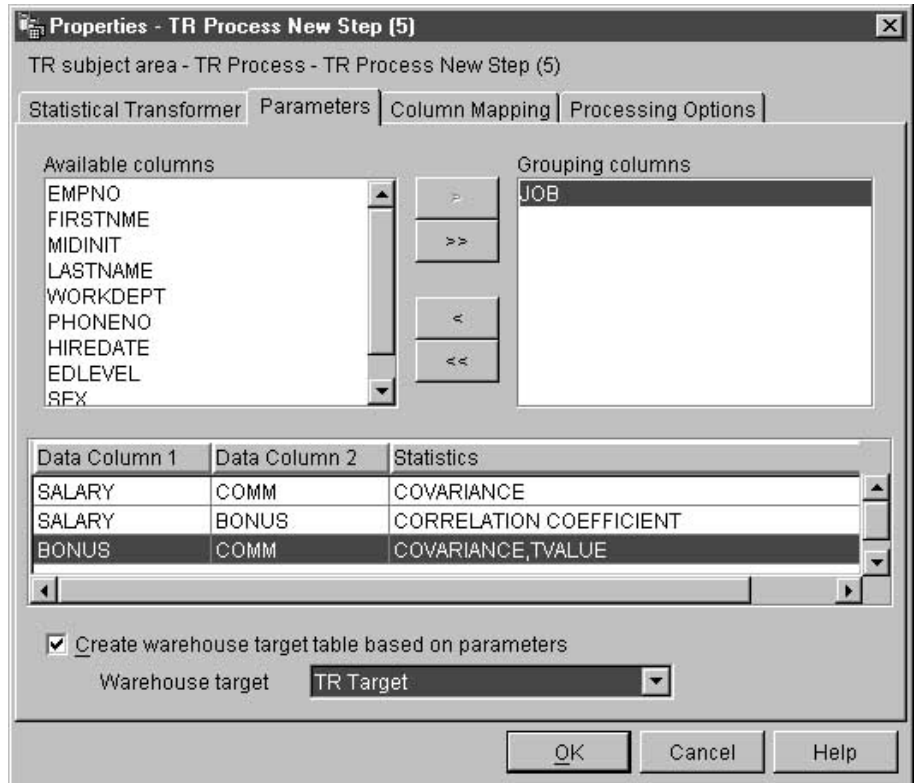 Properties - TR Process New Step (5)
TR subject area - TR Process - TR Process New Step (5)
Statistical Transformer Parameters Column Mapping Processing Options
Available columns
EMPNO
FIRSTNME
MIDINIT
LASTNAME
WORKDEPT
PHONENO
HIREDATE
EDLEVEL
SEX
>
>>
<
<<
Grouping columns
JOB
Data Column 1 Data Column 2 Statistics
SALARY COMM COVARIANCE
SALARY BONUS CORRELATION COEFFICIENT
BONUS COMM COVARIANCE,TVALUE
Create warehouse target table based on parameters
Warehouse target TR Target
OK Cancel Help